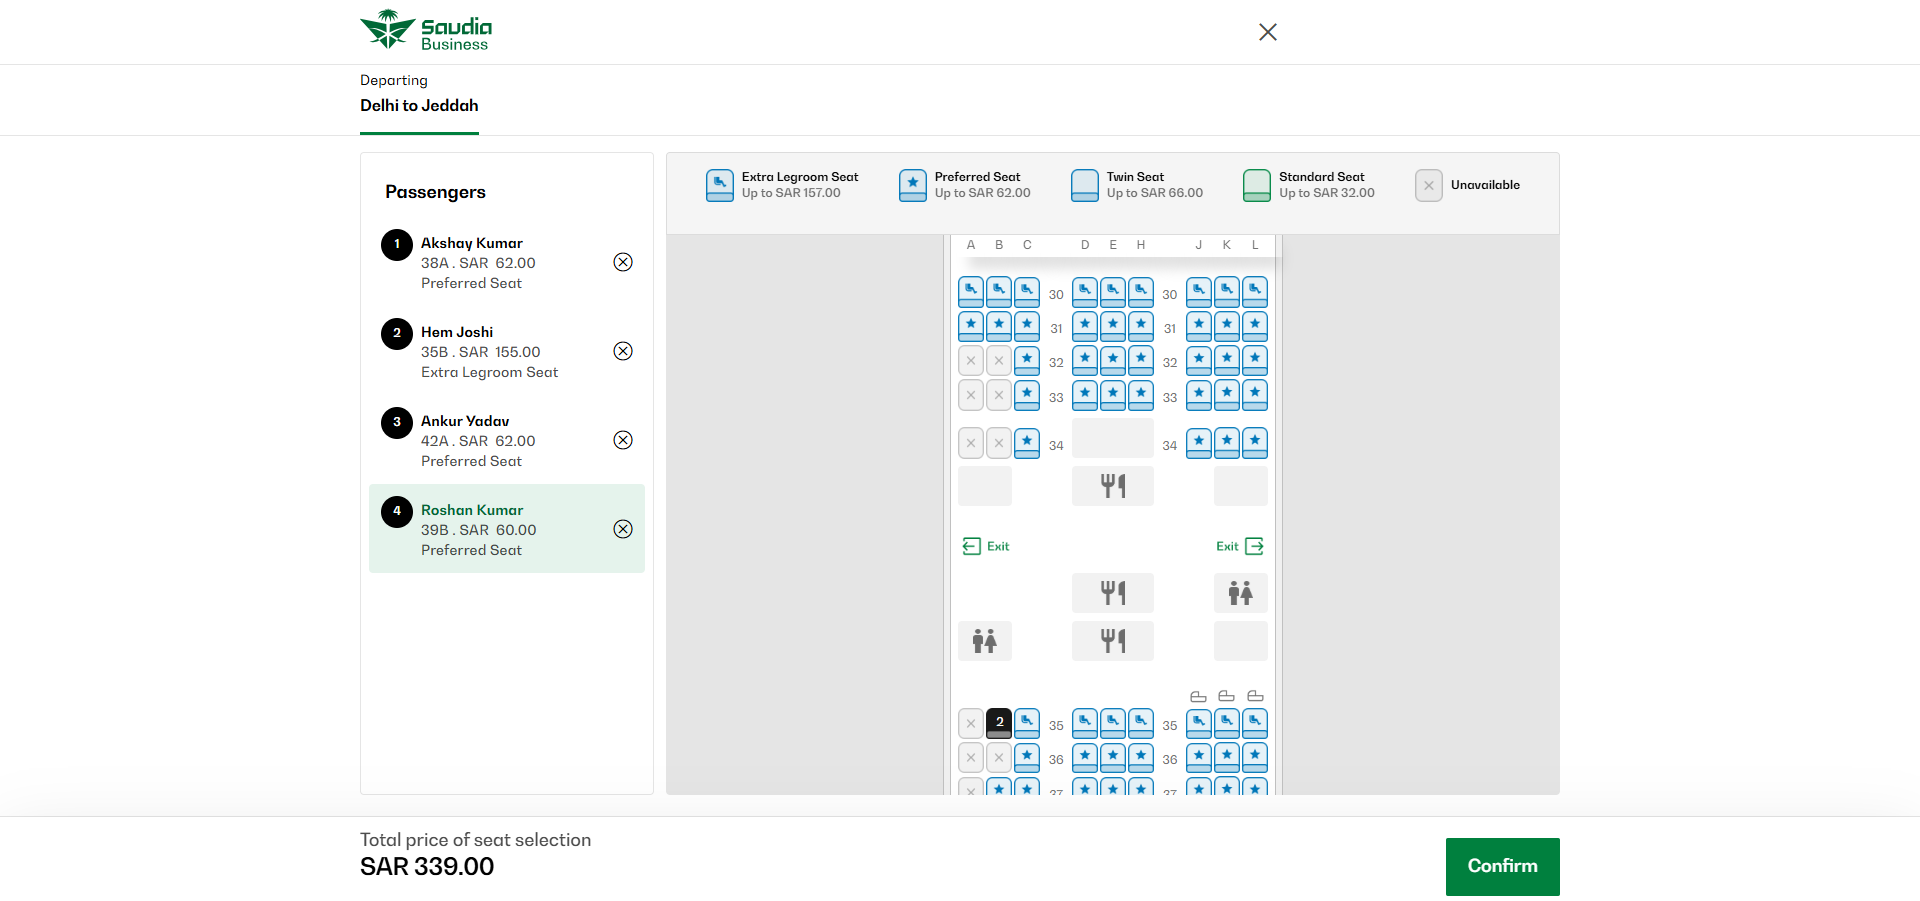 Saudia
Business
Departing
Delhi to Jeddah
Passengers
1 Akshay Kumar
38A . SAR 62.00
Preferred Seat
2 Hem Joshi
35B . SAR 155.00
Extra Legroom Seat
3 Ankur Yadav
42A . SAR 62.00
Preferred Seat
4 Roshan Kumar
39B . SAR 60.00
Preferred Seat
Extra Legroom Seat
Up to SAR 157.00
Preferred Seat
Up to SAR 62.00
Twin Seat
Up to SAR 66.00
Standard Seat
Up to SAR 32.00
Unavailable
A B C D E H J K L
30 30
31 31
32 32
33 33
34 34
Exit Exit
2 35 35
36 36
37 37
Total price of seat selection
SAR 339.00
Confirm